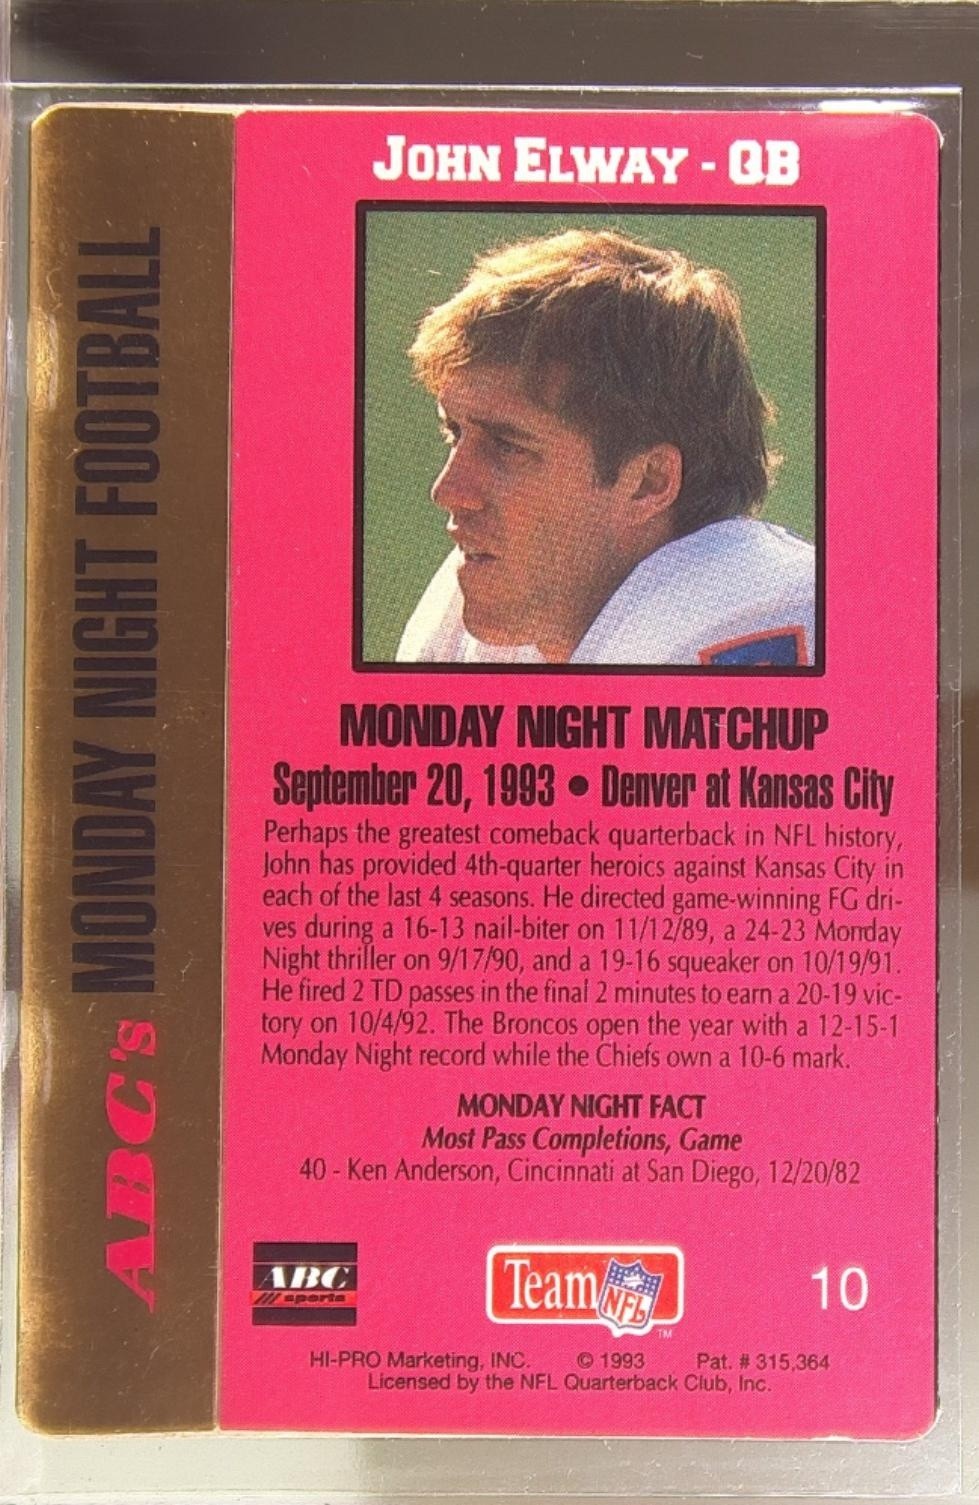 JOHN ELWAY - QB
ABC's MONDAY NIGHT FOOTBALL
MONDAY NIGHT MATCHUP
September 20, 1993 • Denver at Kansas City
Perhaps the greatest comeback quarterback in NFL history,
John has provided 4th-quarter heroics against Kansas City in
each of the last 4 seasons. He directed game-winning FG dri-
ves during a 16-13 nail-biter on 11/12/89, a 24-23 Monday
Night thriller on 9/17/90, and a 19-16 squeaker on 10/19/91.
He fired 2 TD passes in the final 2 minutes to earn a 20-19 vic-
tory on 10/4/92. The Broncos open the year with a 12-15-1
Monday Night record while the Chiefs own a 10-6 mark.
MONDAY NIGHT FACT
Most Pass Completions, Game
40 - Ken Anderson, Cincinnati at San Diego, 12/20/82
ABC
sports
Team NFL
TM
10
HI-PRO Marketing, INC. © 1993 Pat. # 315,364
Licensed by the NFL Quarterback Club, Inc.